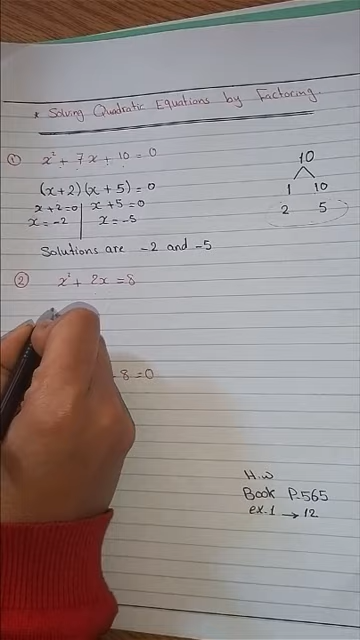 * Solving Quadratic Equations by Factoring.
① x² + 7x + 10 = 0
(x+2)(x+5)=0
x+2=0 | x+5=0
x=-2 | x=-5
Solutions are -2 and -5
10
1 10
2 5
② x² + 2x = 8
8 = 0
H.w
Book P.565
ex.1 → 12